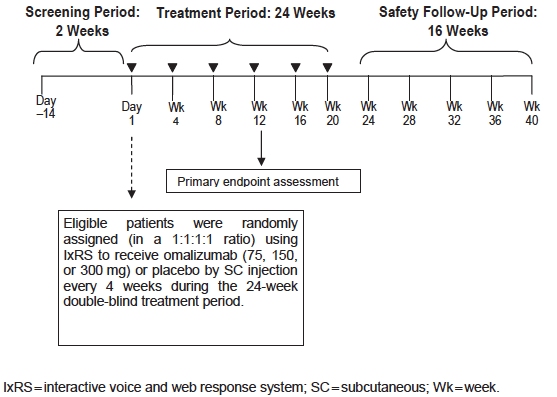 Screening Period:
2 Weeks
Treatment Period: 24 Weeks
Safety Follow-Up Period:
16 Weeks
Day
–14
Day
1
Wk
4
Wk
8
Wk
12
Wk
16
Wk
20
Wk
24
Wk
28
Wk
32
Wk
36
Wk
40
Primary endpoint assessment
Eligible patients were randomly
assigned (in a 1:1:1:1 ratio) using
IxRS to receive omalizumab (75, 150,
or 300 mg) or placebo by SC injection
every 4 weeks during the 24-week
double-blind treatment period.
IxRS=interactive voice and web response system; SC=subcutaneous; Wk=week.